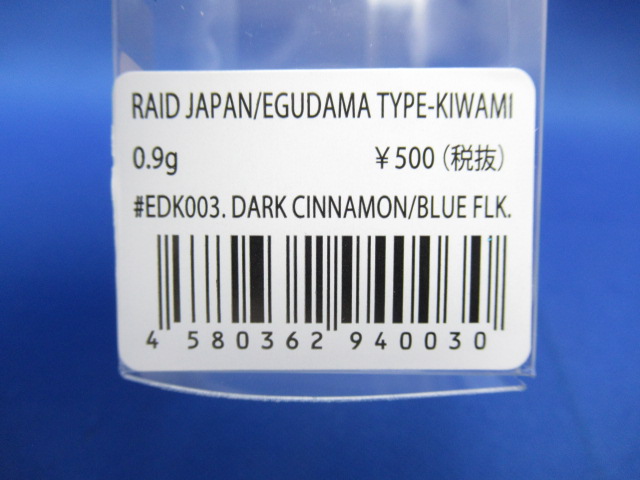 RAID JAPAN/EGUDAMA TYPE-KIWAMI
0.9g ¥500(税抜)
#EDK003. DARK CINNAMON/BLUE FLK.
4 580362 940030